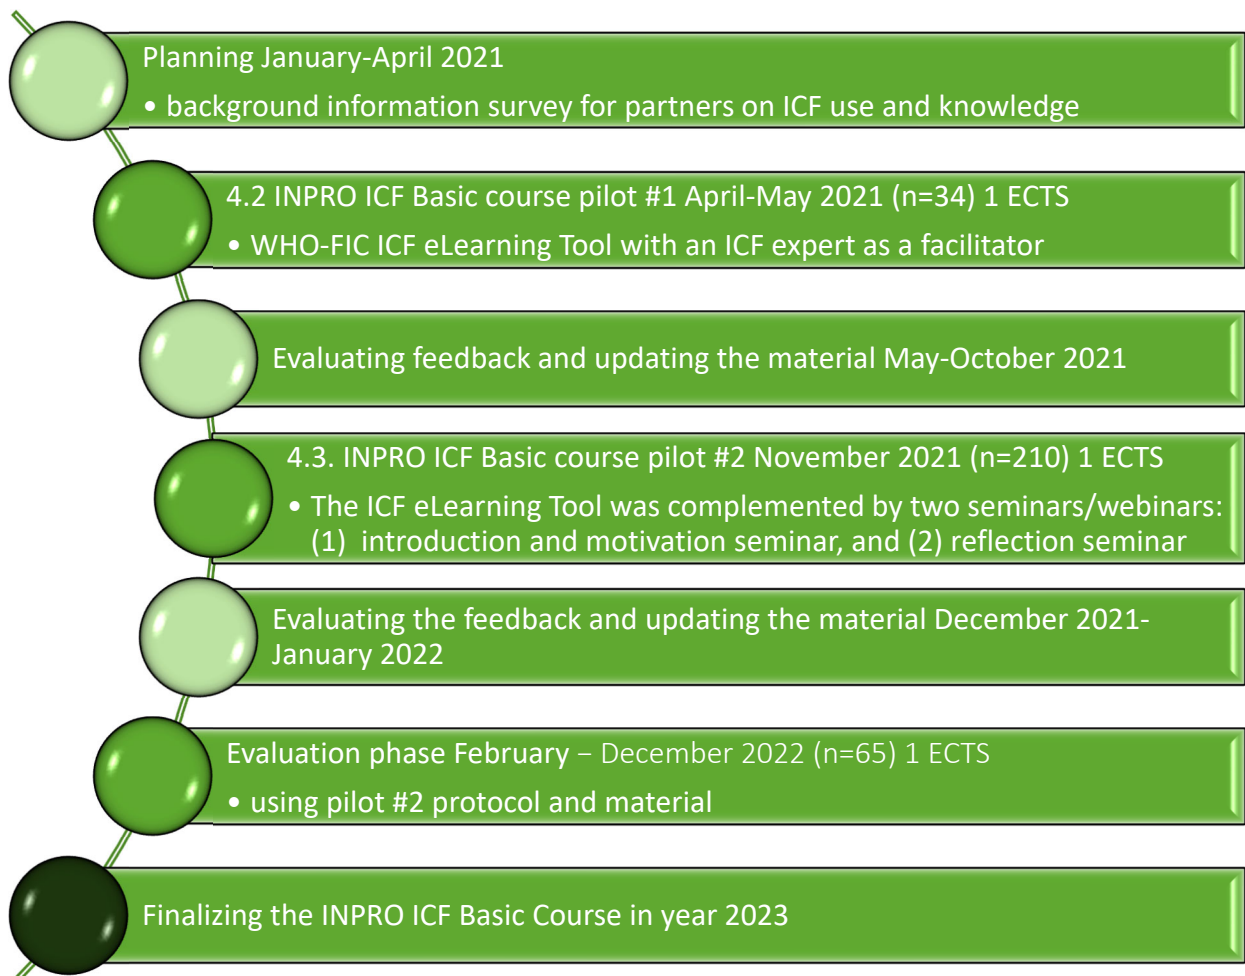 Planning January-April 2021
• background information survey for partners on ICF use and knowledge
4.2 INPRO ICF Basic course pilot #1 April-May 2021 (n=34) 1 ECTS
• WHO-FIC ICF eLearning Tool with an ICF expert as a facilitator
Evaluating feedback and updating the material May-October 2021
4.3. INPRO ICF Basic course pilot #2 November 2021 (n=210) 1 ECTS
• The ICF eLearning Tool was complemented by two seminars/webinars:
(1) introduction and motivation seminar, and (2) reflection seminar
Evaluating the feedback and updating the material December 2021-
January 2022
Evaluation phase February – December 2022 (n=65) 1 ECTS
• using pilot #2 protocol and material
Finalizing the INPRO ICF Basic Course in year 2023